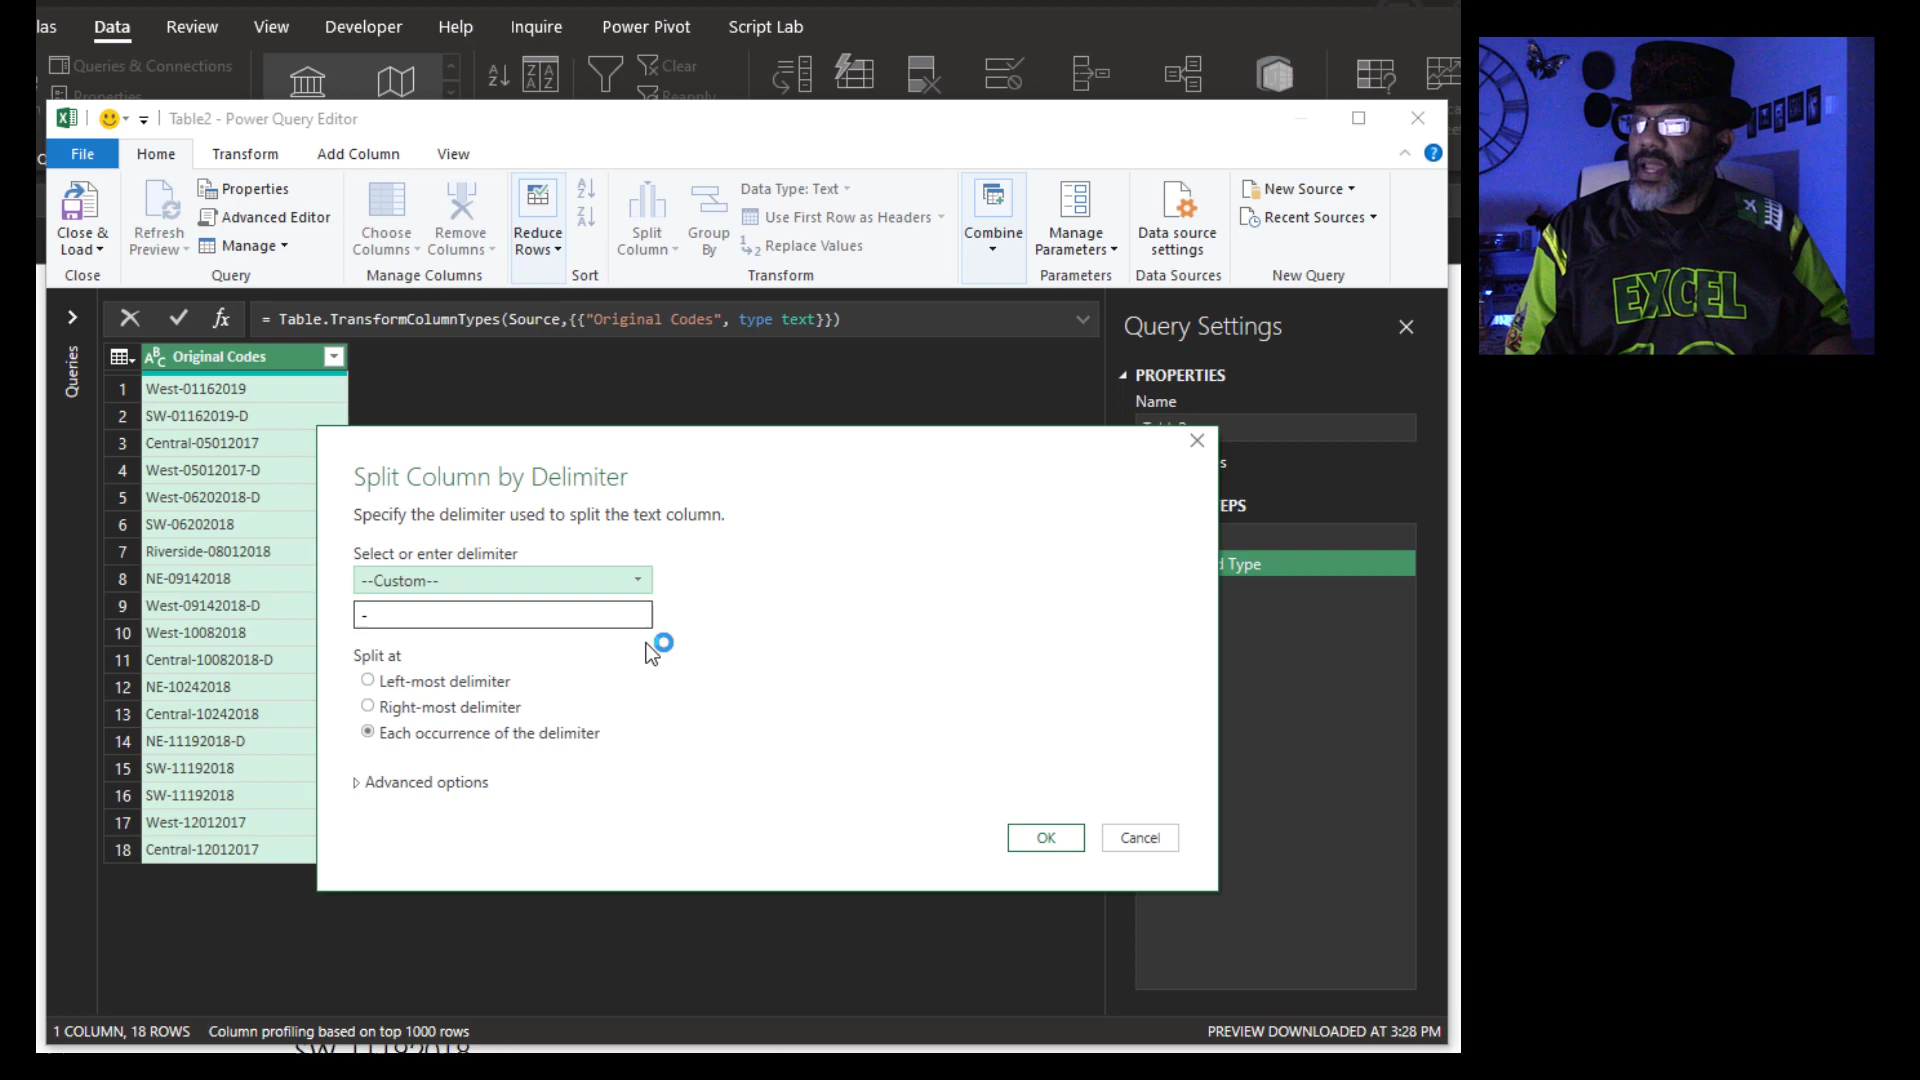 las Data Review View Developer Help Inquire Power Pivot Script Lab
Queries & Connections Clear
Properties Reapply
Table2 - Power Query Editor
File Home Transform Add Column View
Properties Data Type: Text New Source
Advanced Editor Use First Row as Headers Recent Sources
Close & Load Refresh Preview Manage Choose Columns Remove Columns Reduce Rows Split Column Group By Replace Values Combine Manage Parameters Data source settings
Close Query Manage Columns Sort Transform Parameters Data Sources New Query
EXCEL
fx = Table.TransformColumnTypes(Source,{{"Original Codes", type text}})
Queries
ABC Original Codes
1 West-01162019
2 SW-01162019-D
3 Central-05012017
4 West-05012017-D
5 West-06202018-D
6 SW-06202018
7 Riverside-08012018
8 NE-09142018
9 West-09142018-D
10 West-10082018
11 Central-10082018-D
12 NE-10242018
13 Central-10242018
14 NE-11192018-D
15 SW-11192018
16 SW-11192018
17 West-12012017
18 Central-12012017
Split Column by Delimiter
Specify the delimiter used to split the text column.
Select or enter delimiter
--Custom--
-
Split at
Left-most delimiter
Right-most delimiter
Each occurrence of the delimiter
Advanced options
OK Cancel
Query Settings
PROPERTIES
Name
s
EPS
d Type
1 COLUMN, 18 ROWS Column profiling based on top 1000 rows
PREVIEW DOWNLOADED AT 3:28 PM